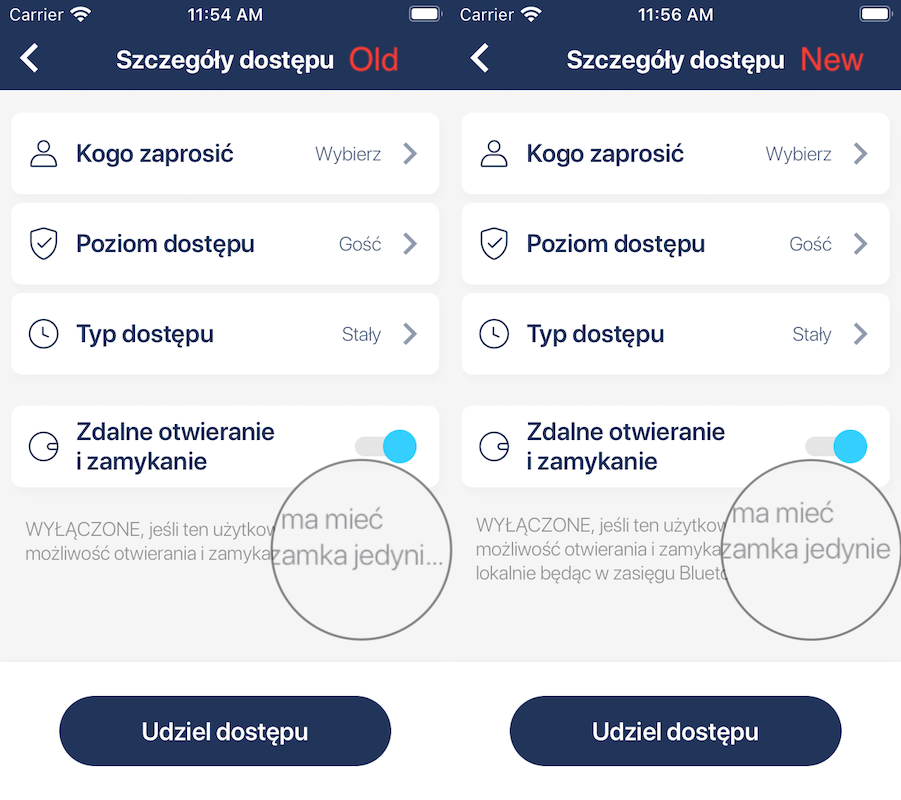 Carrier 11:54 AM
Szczegóły dostępu Old
Kogo zaprosić Wybierz
Poziom dostępu Gość
Typ dostępu Stały
Zdalne otwieranie
i zamykanie
WYŁĄCZONE, jeśli ten użytkow ma mieć
możliwość otwierania i zamyka zamka jedyni...
Udziel dostępu
Carrier 11:56 AM
Szczegóły dostępu New
Kogo zaprosić Wybierz
Poziom dostępu Gość
Typ dostępu Stały
Zdalne otwieranie
i zamykanie
WYŁĄCZONE, jeśli ten użytkow ma mieć
możliwość otwierania i zamyka zamka jedynie
lokalnie będąc w zasięgu Blueto
Udziel dostępu